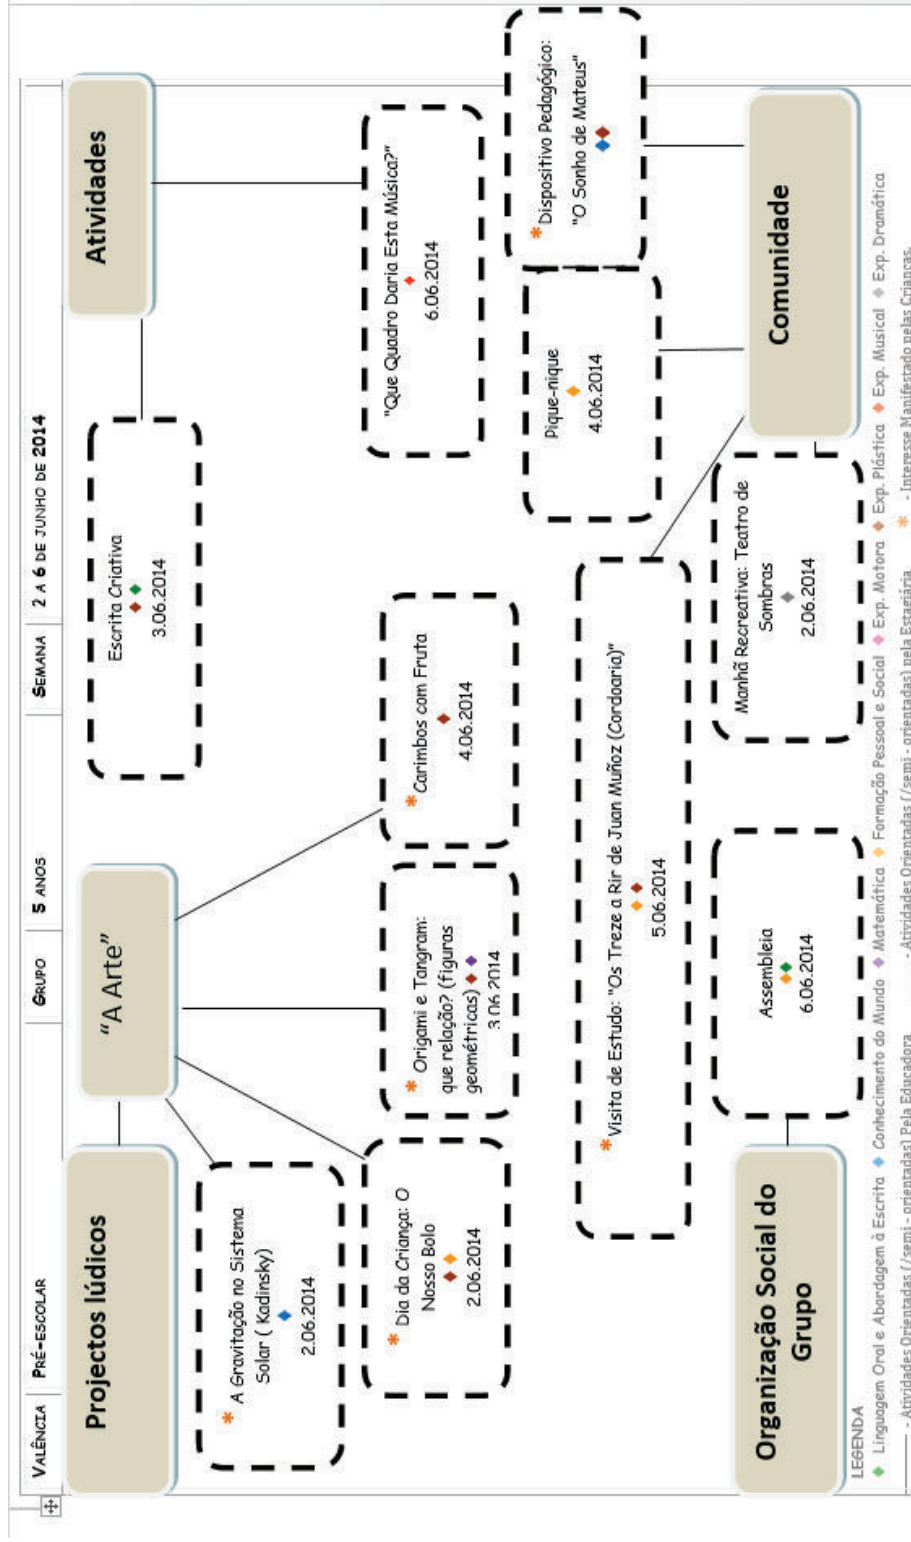 VALÊNCIA PRÉ-ESCOLAR GRUPO 5 ANOS SEMANA 2 A 6 DE JUNHO DE 2014
Projectos lúdicos
"A Arte"
Atividades
Escrita Criativa
3.06.2014
* A Gravitação no Sistema
Solar ( Kadinsky)
2.06.2014
* Dia da Criança: O
Nosso Bolo
2.06.2014
* Origami e Tangram:
que relação? (figuras
geométricas)
3.06.2014
* Carimbos com Fruta
4.06.2014
"Que Quadro Daria Esta Música?"
6.06.2014
* Dispositivo Pedagógico:
"O Sonho de Mateus"
Pique-nique
4.06.2014
* Visita de Estudo: "Os Treze a Rir de Juan Muñoz (Cordoaria)"
5.06.2014
Organização Social do
Grupo
Assembleia
6.06.2014
Manhã Recreativa: Teatro de
Sombras
2.06.2014
Comunidade
LEGENDA
Linguagem Oral e Abordagem à Escrita Conhecimento do Mundo Matemática Formação Pessoal e Social Exp. Motora Exp. Plástica Exp. Musical Exp. Dramática
- Atividades Orientadas (/semi - orientadas) Pela Educadora - Atividades Orientadas (/semi - orientadas) pela Estagiária * - Interesse Manifestado pelas Crianças.